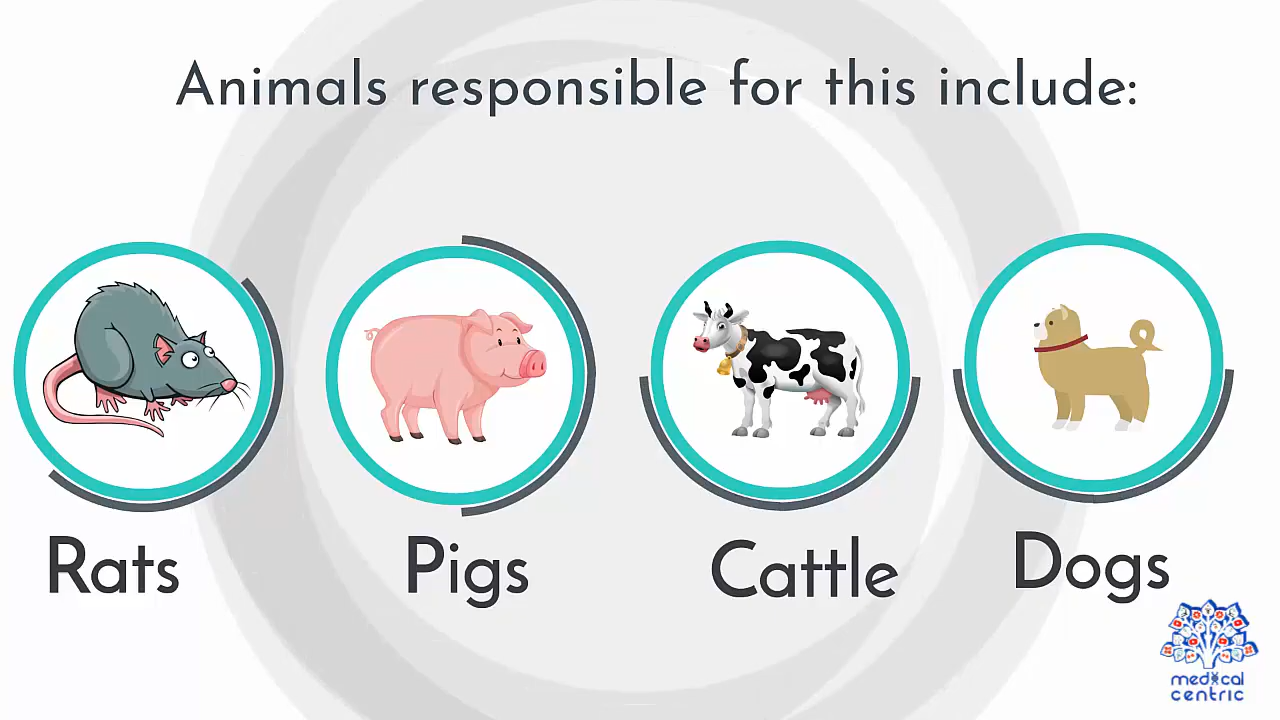 Animals responsible for this include:
Rats
Pigs
Cattle
Dogs
medical
centric